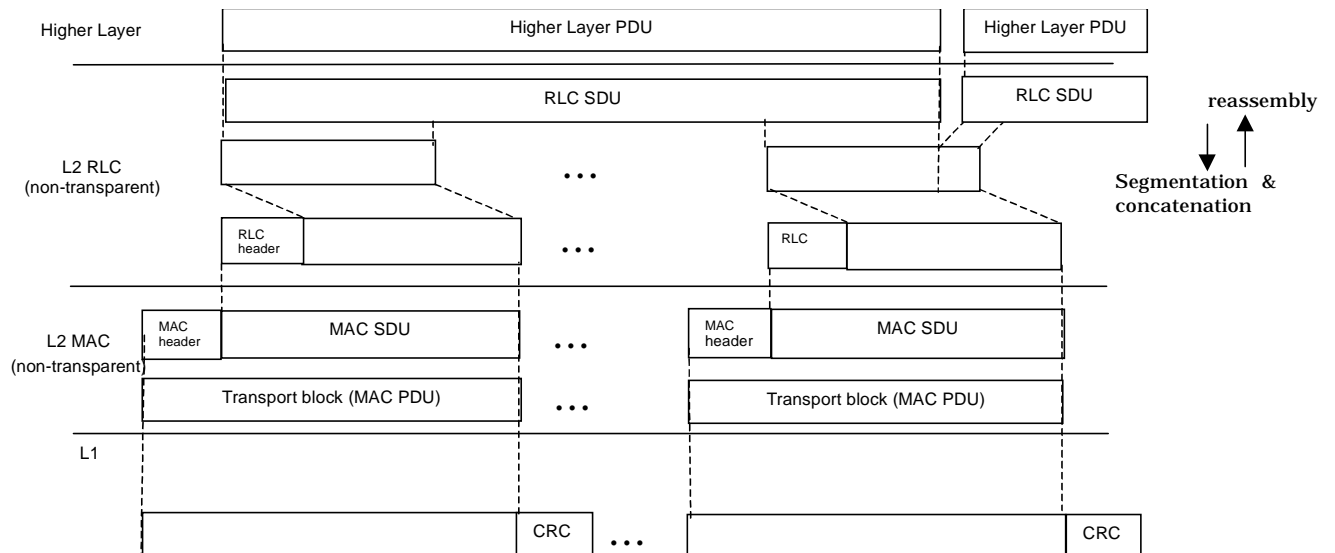 Higher Layer
Higher Layer PDU
Higher Layer PDU
RLC SDU
RLC SDU
reassembly
L2 RLC
(non-transparent)
...
Segmentation &
concatenation
RLC
header
...
RLC
L2 MAC
(non-transparent)
MAC
header
MAC SDU
...
MAC
header
MAC SDU
Transport block (MAC PDU)
...
Transport block (MAC PDU)
L1
CRC
...
CRC